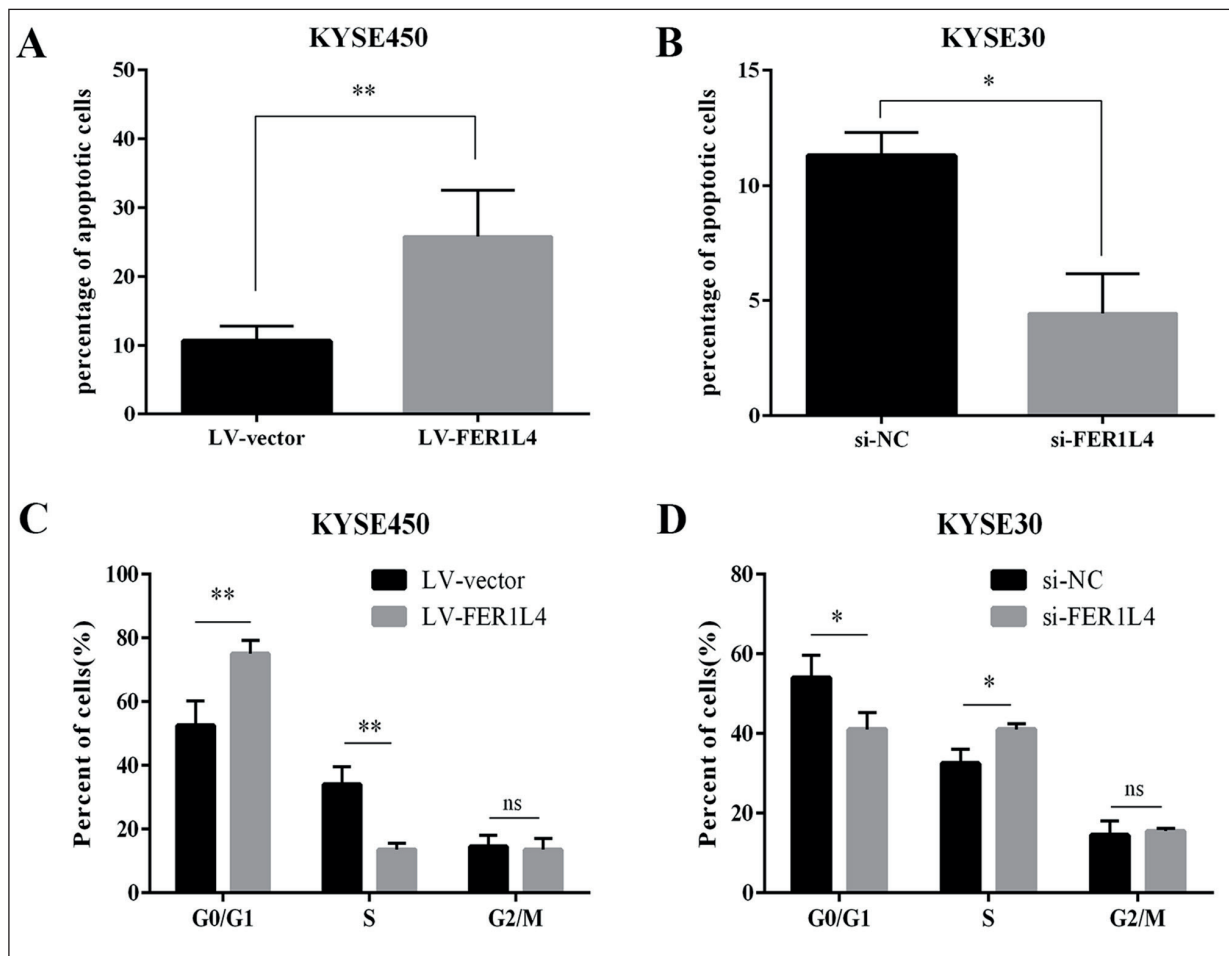 A
KYSE450
percentage of apoptotic cells
50
40
30
20
10
0
**
LV-vector
LV-FER1L4
B
KYSE30
percentage of apoptotic cells
15
10
5
0
*
si-NC
si-FER1L4
C
KYSE450
Percent of cells(%)
100
80
60
40
20
0
LV-vector
LV-FER1L4
**
**
ns
G0/G1
S
G2/M
D
KYSE30
Percent of cells(%)
80
60
40
20
0
si-NC
si-FER1L4
*
*
ns
G0/G1
S
G2/M